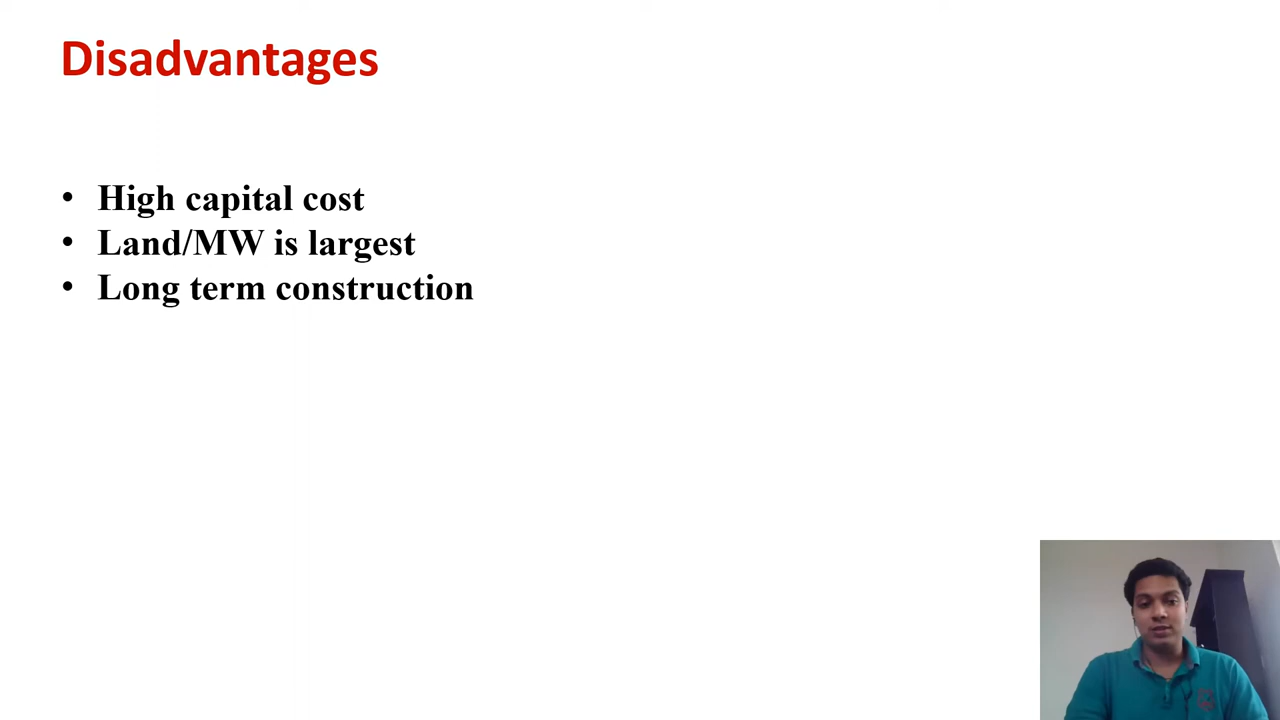 Disadvantages
• High capital cost
• Land/MW is largest
• Long term construction